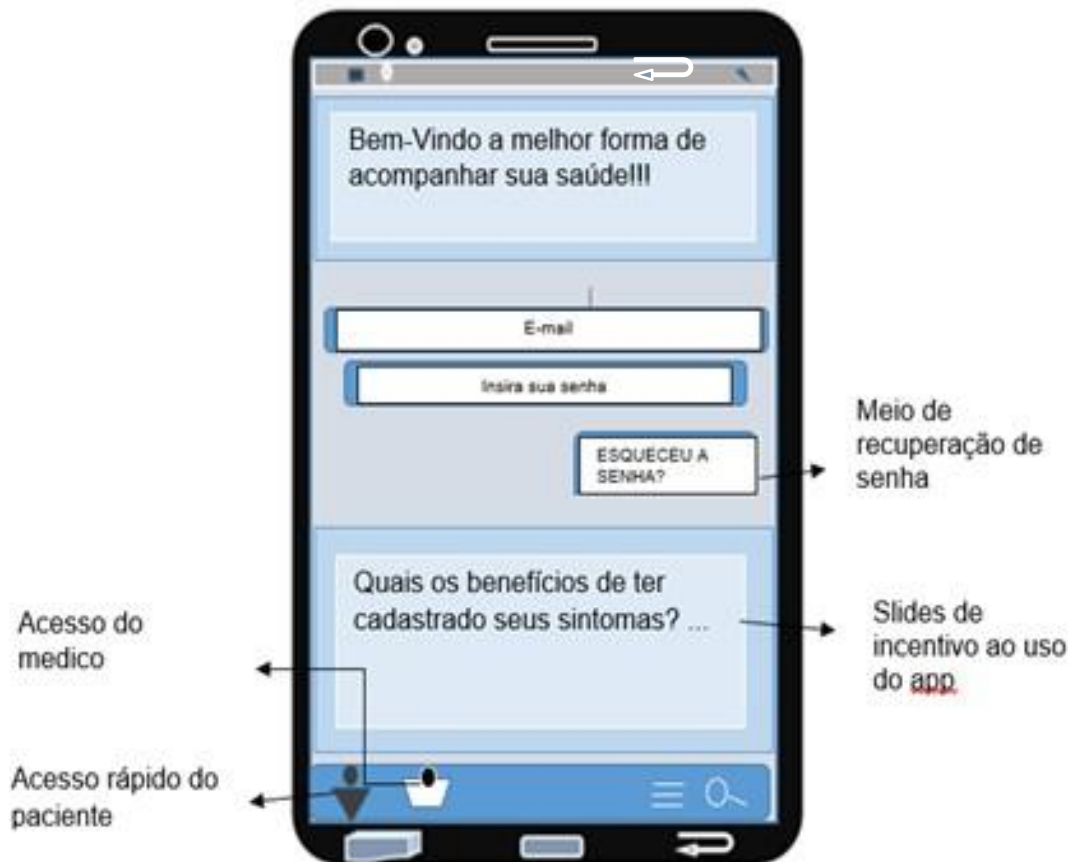 Bem-Vindo a melhor forma de
acompanhar sua saúde!!!
E-mail
Insira sua senha
ESQUECEU A
SENHA?
Meio de
recuperação de
senha
Quais os benefícios de ter
cadastrado seus sintomas? ...
Slides de
incentivo ao uso
do app
Acesso do
medico
Acesso rápido do
paciente